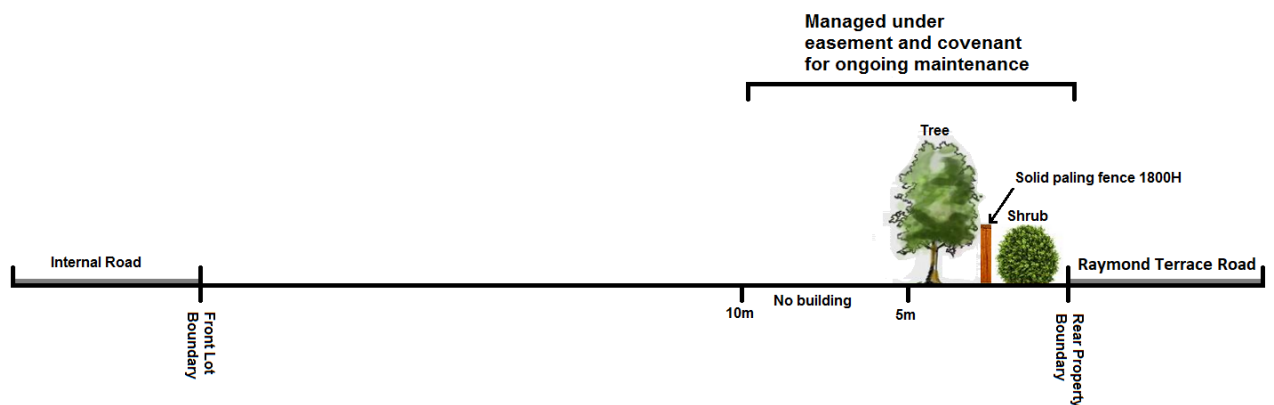 Managed under
easement and covenant
for ongoing maintenance
Tree
Solid paling fence 1800H
Shrub
Internal Road
Raymond Terrace Road
No building
10m
5m
Front Lot
Boundary
Rear Property
Boundary